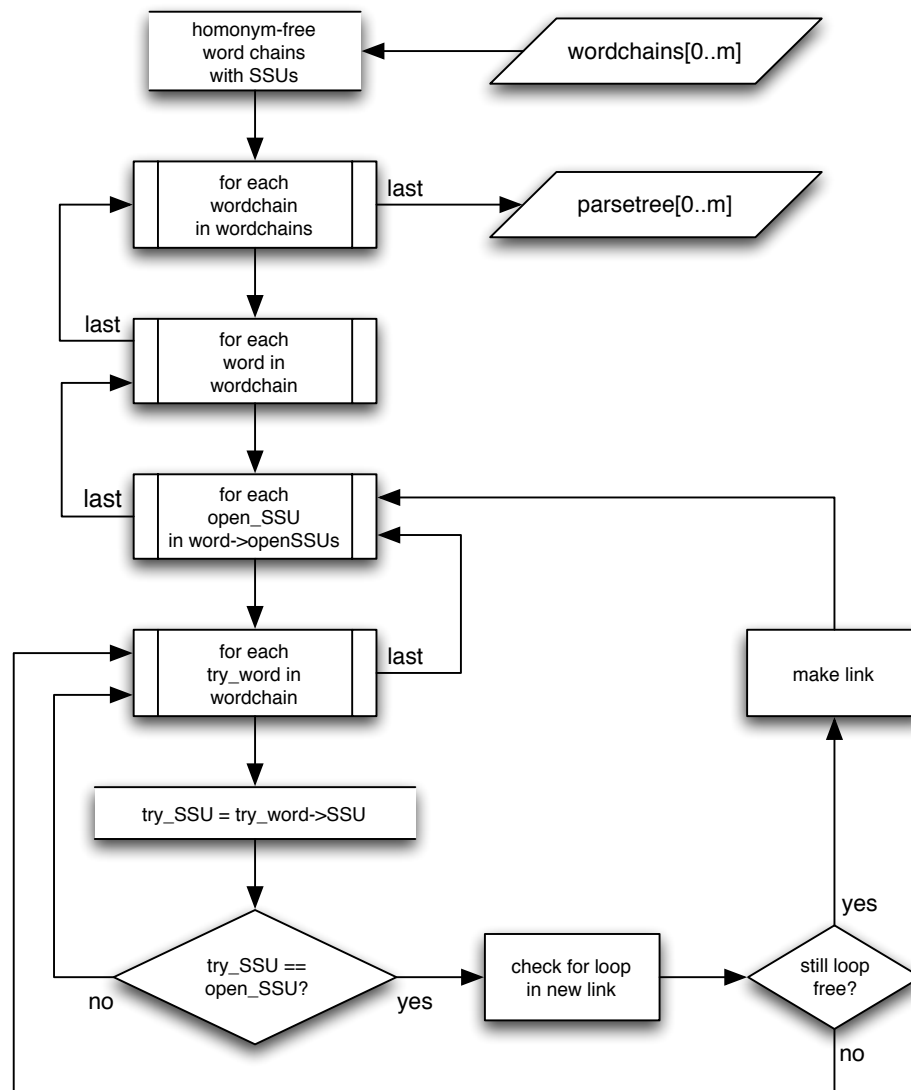 homonym-free
word chains
with SSUs
wordchains[0..m]
for each
wordchain
in wordchains
last
parsetree[0..m]
last
for each
word in
wordchain
last
for each
open_SSU
in word->openSSUs
for each
try_word in
wordchain
last
make link
try_SSU = try_word->SSU
try_SSU ==
open_SSU?
no
yes
check for loop
in new link
yes
still loop
free?
no